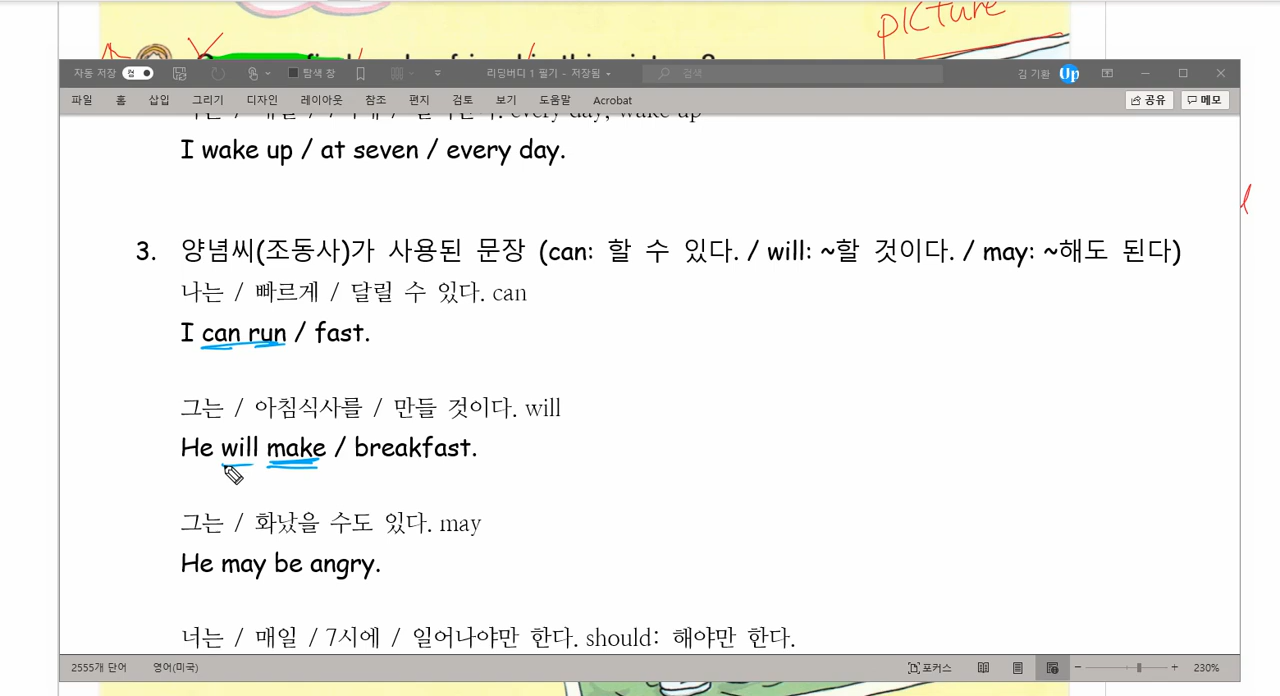 picture
자동 저장 컴 탐색 창 리딩버디 1 필기 - 저장됨 검색 김 기환 Up
파일 홈 삽입 그리기 디자인 레이아웃 참조 편지 검토 보기 도움말 Acrobat 공유 메모
every day, wake up
I wake up / at seven / every day.
3. 양념씨(조동사)가 사용된 문장 (can: 할 수 있다. / will: ~할 것이다. / may: ~해도 된다)
나는 / 빠르게 / 달릴 수 있다. can
I can run / fast.
그는 / 아침식사를 / 만들 것이다. will
He will make / breakfast.
그는 / 화났을 수도 있다. may
He may be angry.
너는 / 매일 / 7시에 / 일어나야만 한다. should: 해야만 한다.
2555개 단어 영어(미국) 포커스 230%